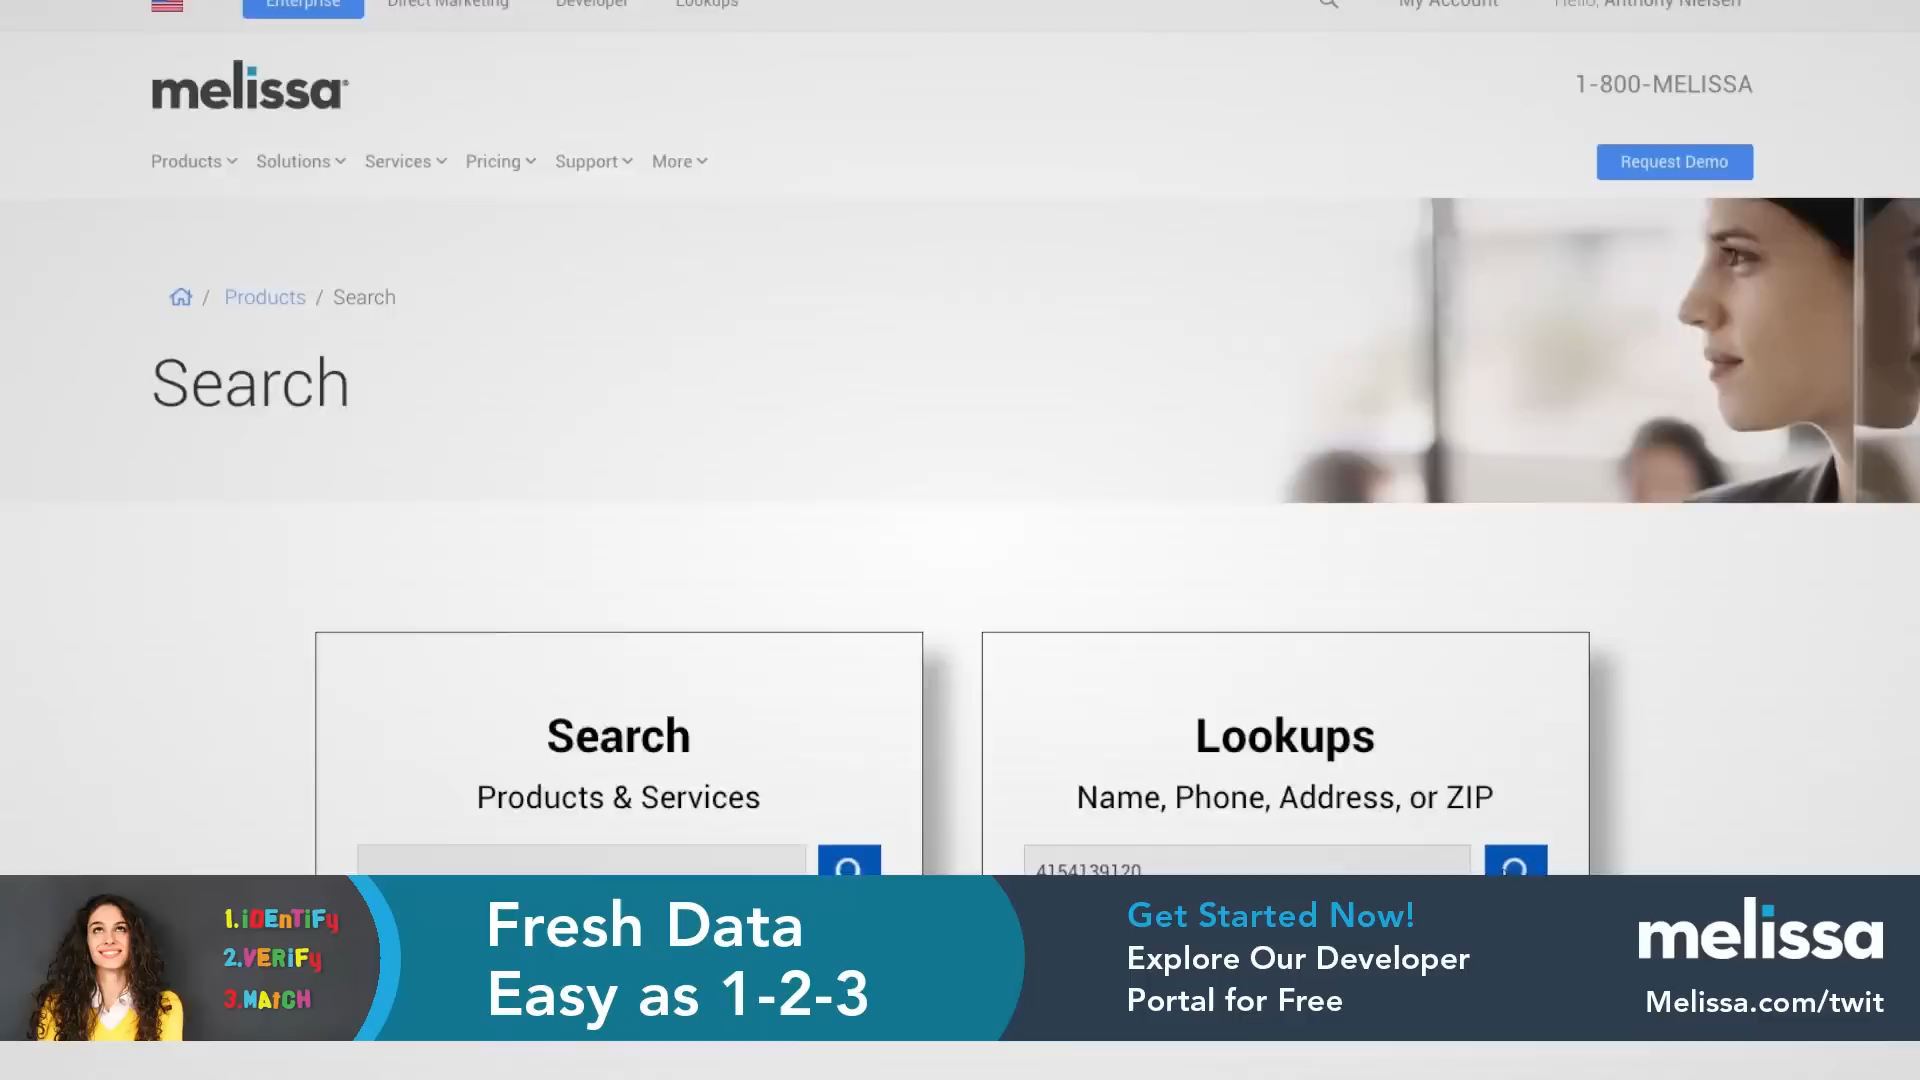 Enterprise
Direct Marketing
Developer
Lookups
My Account
Hello, Anthony Nielsen
melissa®
1-800-MELISSA
Products
Solutions
Services
Pricing
Support
More
Request Demo
/ Products / Search
Search
Search
Products & Services
Lookups
Name, Phone, Address, or ZIP
4154139120
1.iDEnTiFy
2.VERiFy
3.MAtCH
Fresh Data
Easy as 1-2-3
Get Started Now!
Explore Our Developer
Portal for Free
melissa
Melissa.com/twit